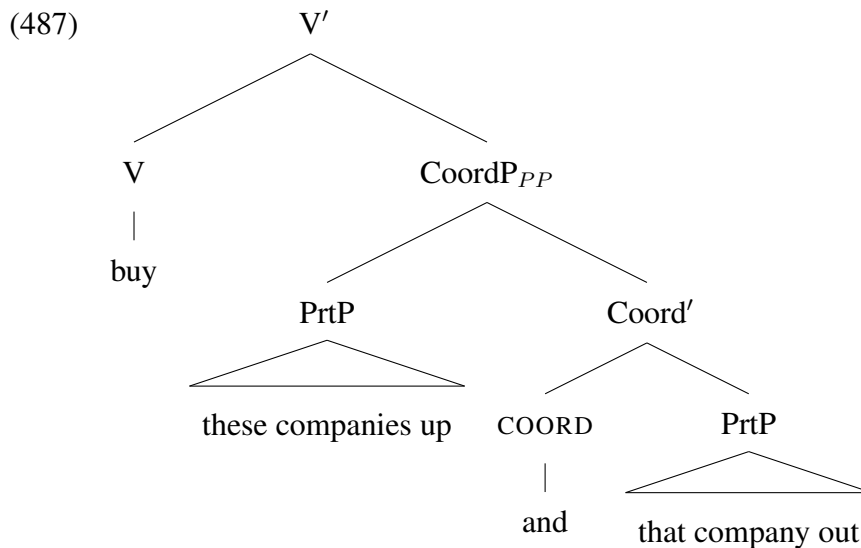 (487) V′
V CoordP_PP
buy
PrtP Coord′
these companies up COORD PrtP
and that company out